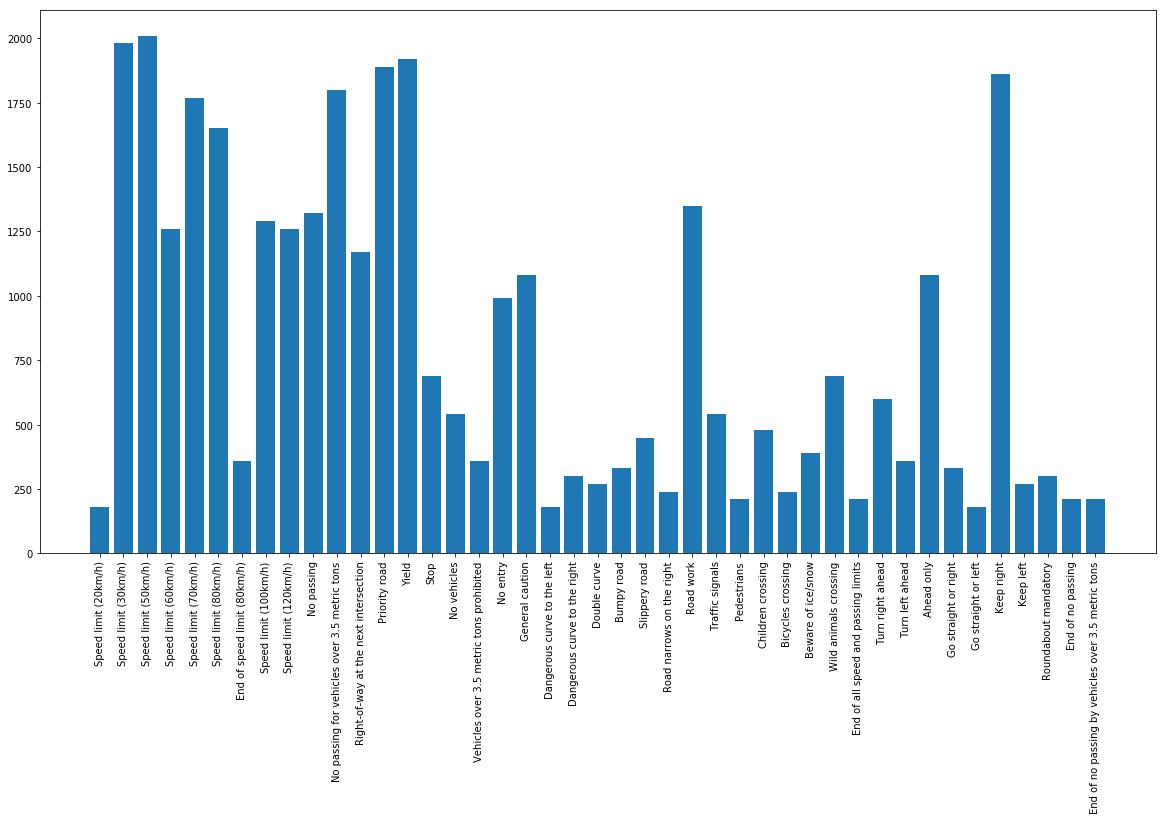 2000
1750
1500
1250
1000
750
500
250
0
Speed limit (20km/h)
Speed limit (30km/h)
Speed limit (50km/h)
Speed limit (60km/h)
Speed limit (70km/h)
Speed limit (80km/h)
End of speed limit (80km/h)
Speed limit (100km/h)
Speed limit (120km/h)
No passing
No passing for vehicles over 3.5 metric tons
Right-of-way at the next intersection
Priority road
Yield
Stop
No vehicles
Vehicles over 3.5 metric tons prohibited
No entry
General caution
Dangerous curve to the left
Dangerous curve to the right
Double curve
Bumpy road
Slippery road
Road narrows on the right
Road work
Traffic signals
Pedestrians
Children crossing
Bicycles crossing
Beware of ice/snow
Wild animals crossing
End of all speed and passing limits
Turn right ahead
Turn left ahead
Ahead only
Go straight or right
Go straight or left
Keep right
Keep left
Roundabout mandatory
End of no passing
End of no passing by vehicles over 3.5 metric tons